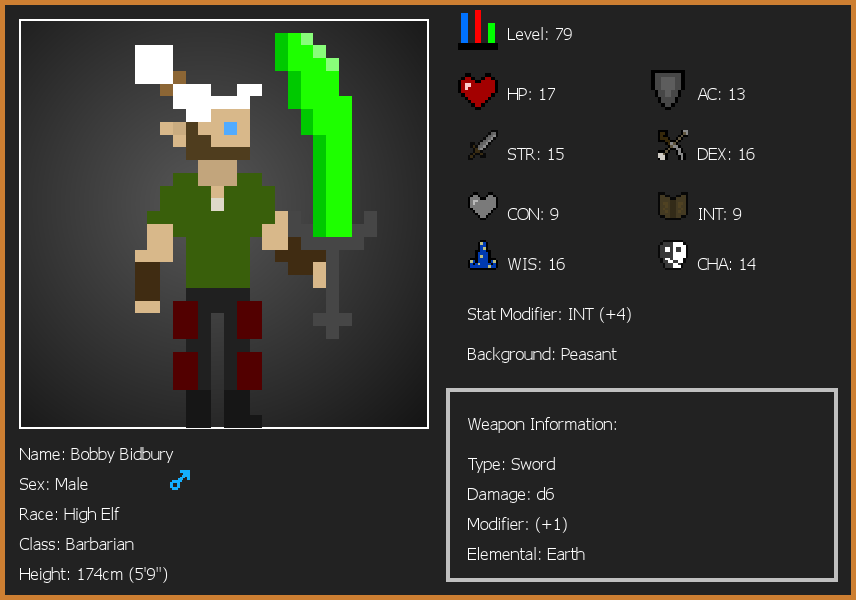 Level: 79
HP: 17
AC: 13
STR: 15
DEX: 16
CON: 9
INT: 9
WIS: 16
CHA: 14
Stat Modifier: INT (+4)
Background: Peasant
Weapon Information:
Type: Sword
Damage: d6
Modifier: (+1)
Elemental: Earth
Name: Bobby Bidbury
Sex: Male
Race: High Elf
Class: Barbarian
Height: 174cm (5'9")